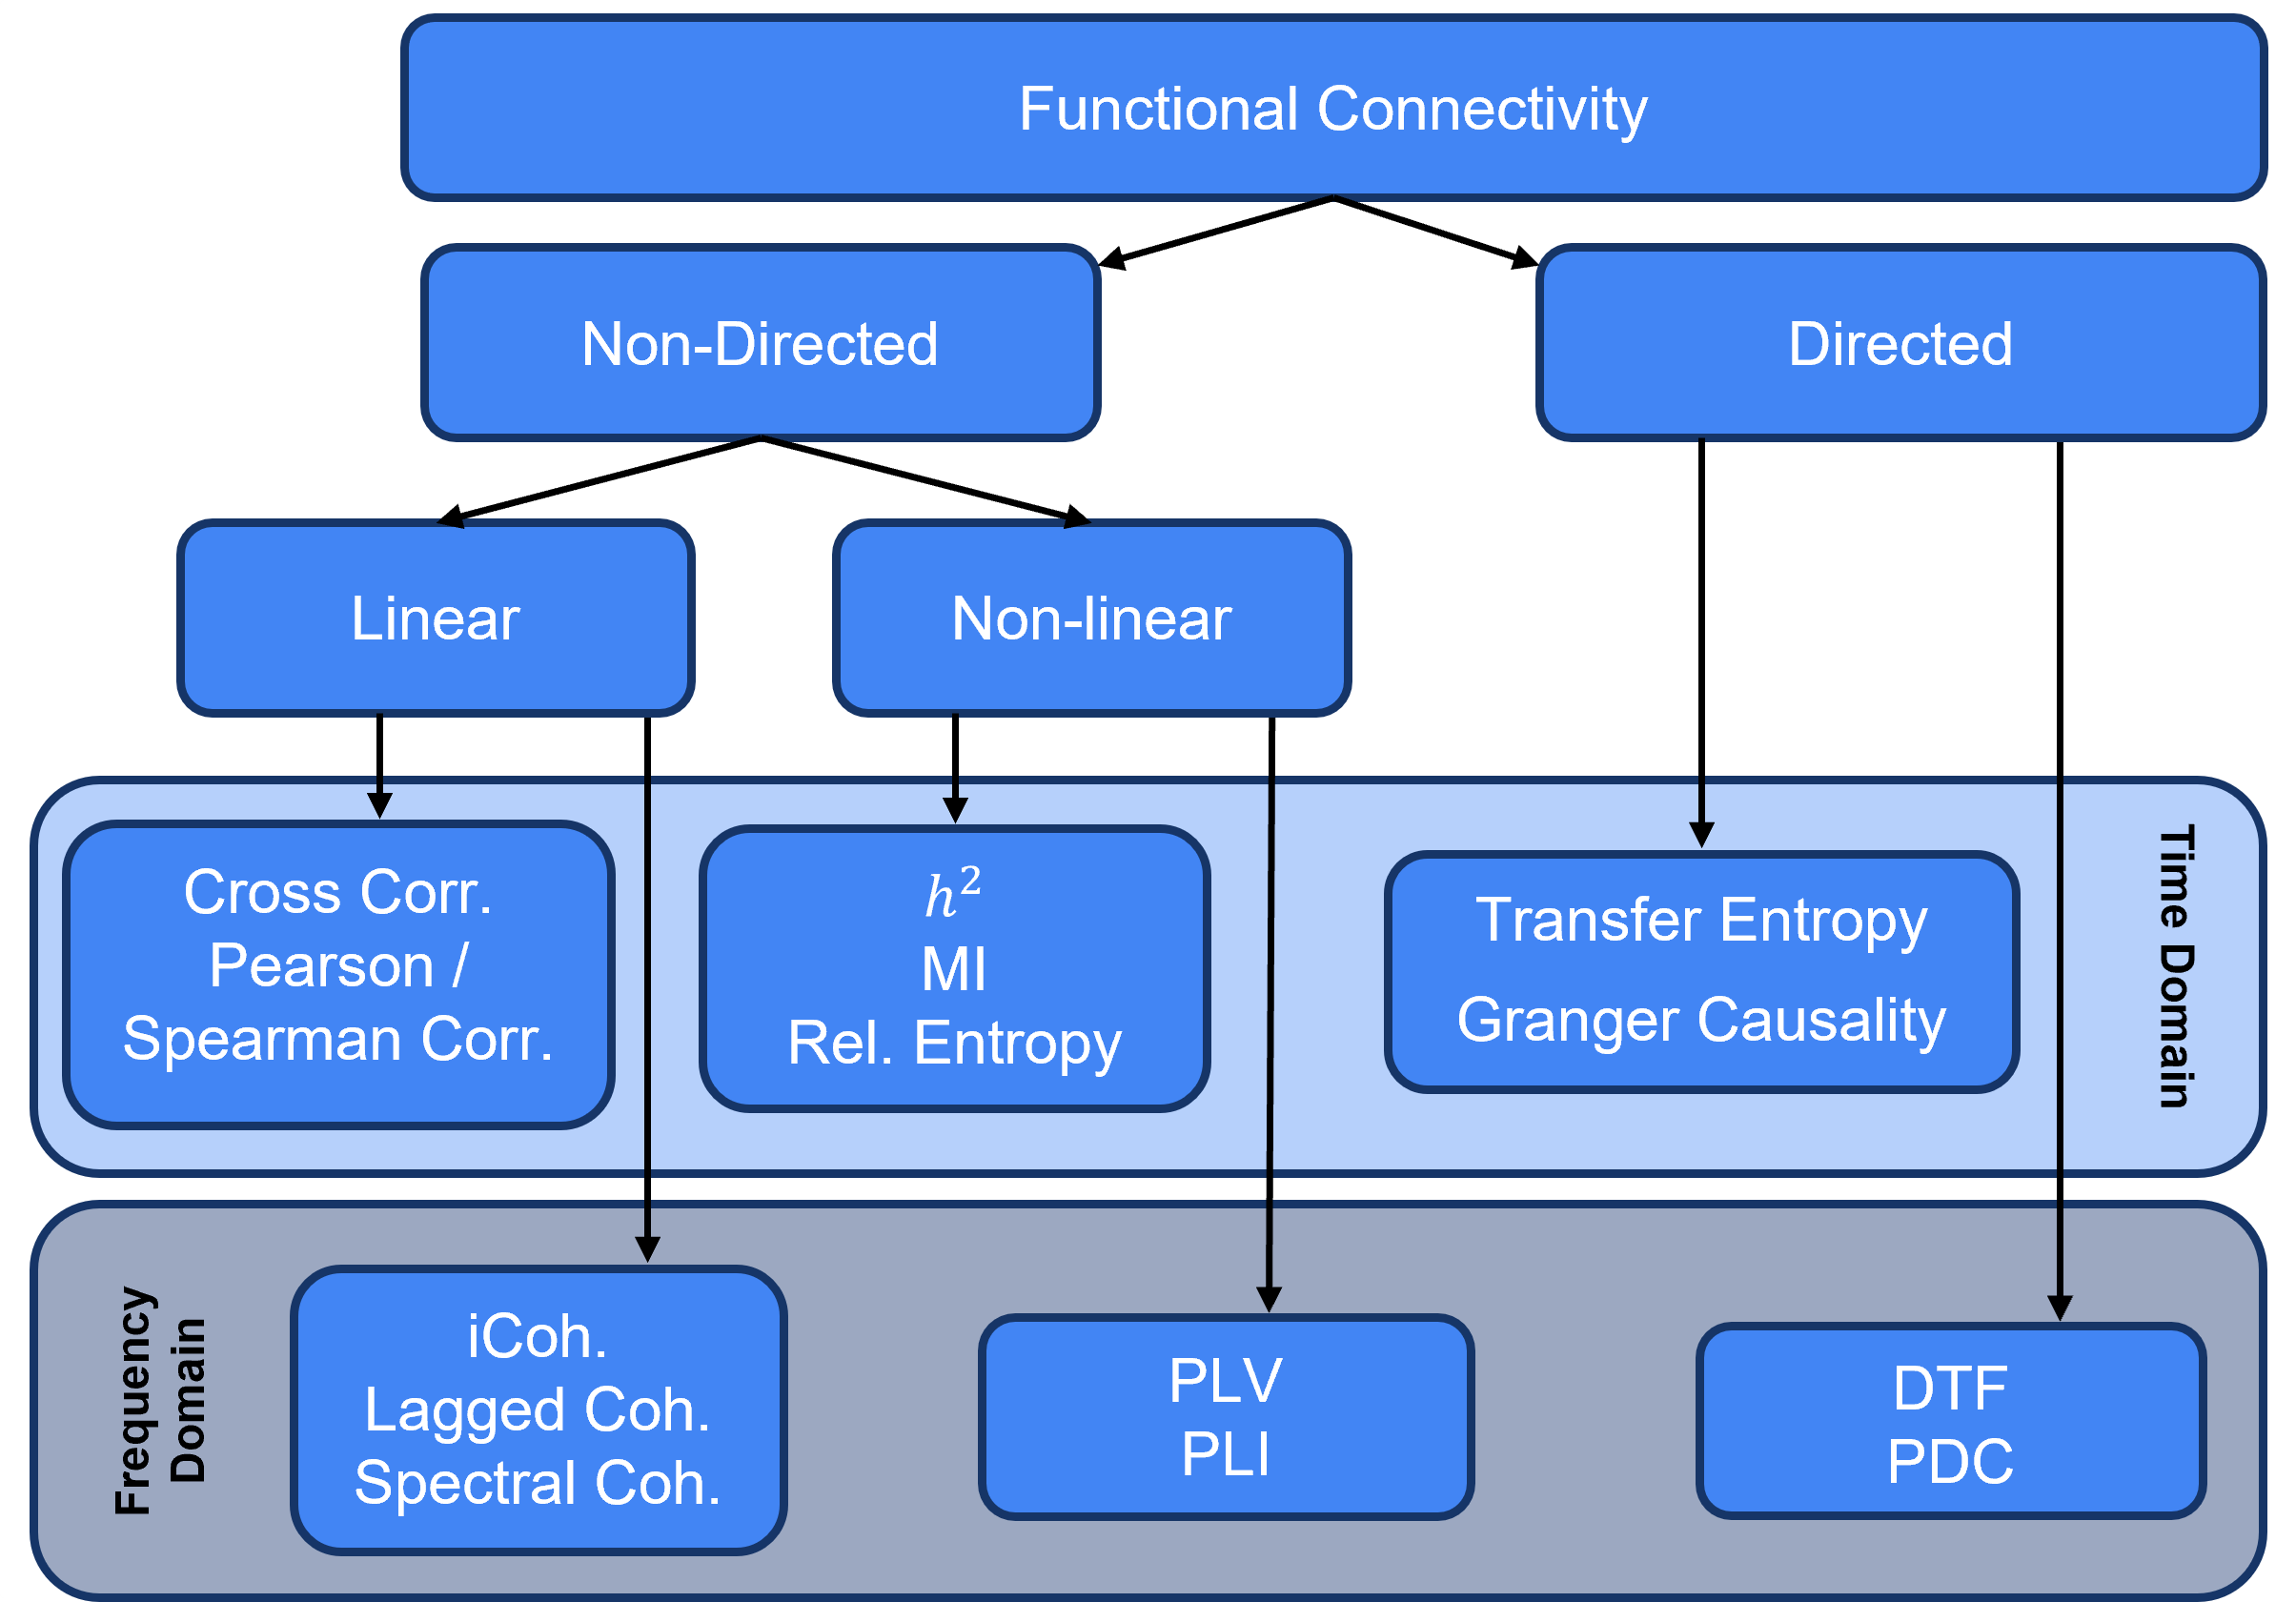 Functional Connectivity
Non-Directed
Directed
Linear
Non-linear
Cross Corr.
Pearson /
Spearman Corr.
h²
MI
Rel. Entropy
Transfer Entropy
Granger Causality
Time Domain
Frequency
Domain
iCoh.
Lagged Coh.
Spectral Coh.
PLV
PLI
DTF
PDC